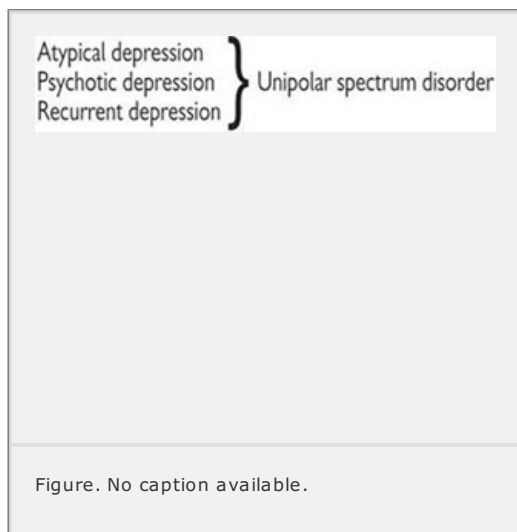 Atypical depression
Psychotic depression } Unipolar spectrum disorder
Recurrent depression
Figure. No caption available.